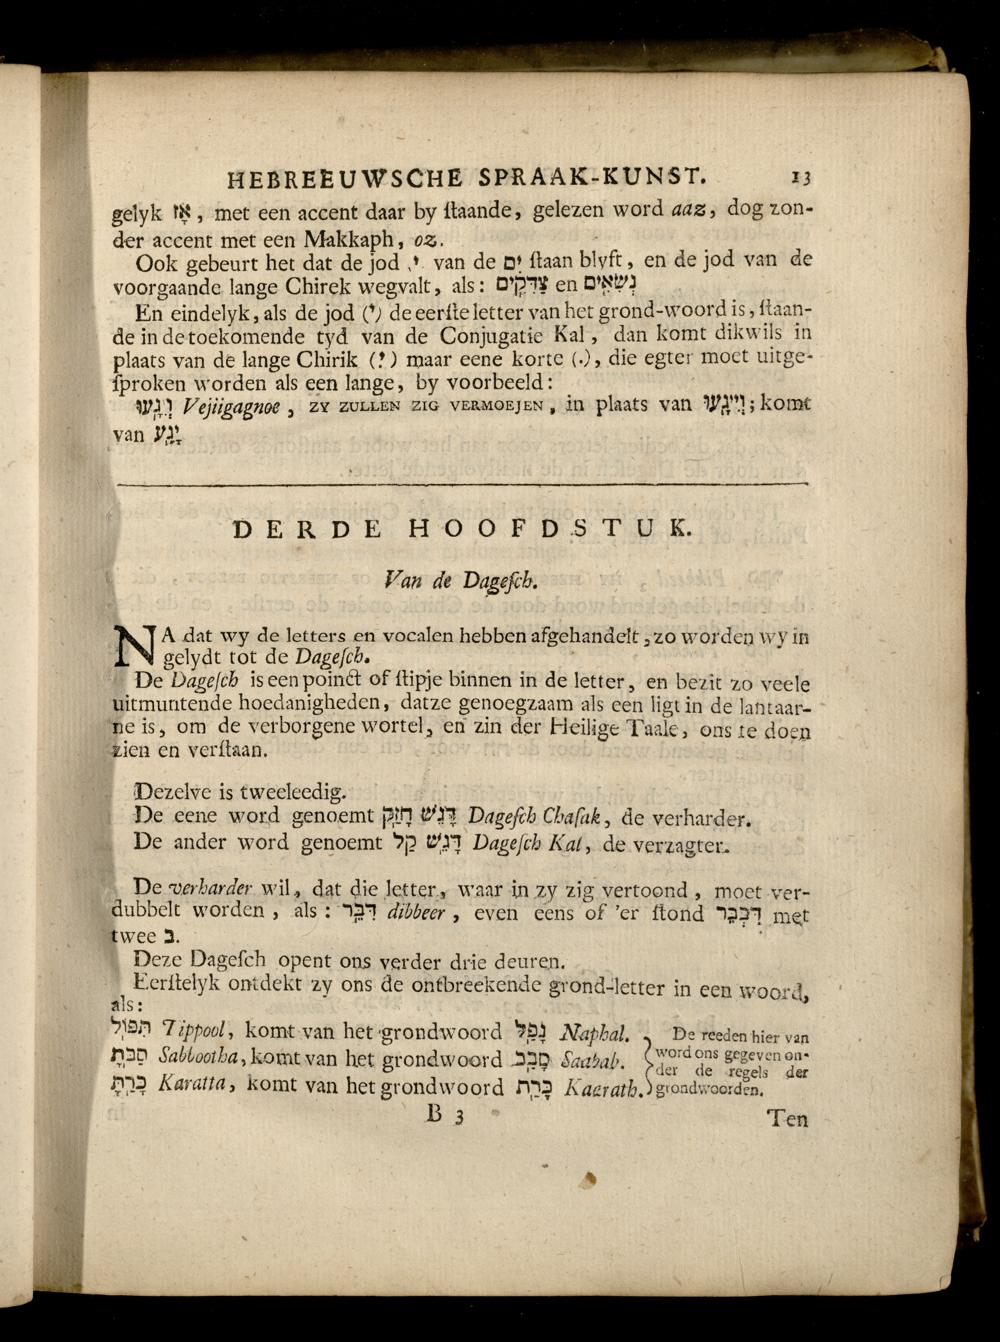 HEBREEUWSCHE SPRAAK-KUNST. 13
gelyk אָז, met een accent daar by ſtaande, gelezen word aaz, dog zon-
der accent met een Makkaph, oz.
Ook gebeurt het dat de jod י. van de ים ſtaan blyft, en de jod van de
voorgaande lange Chirek wegvalt, als: צַדִּקִים en נְשִׂאִים
En eindelyk, als de jod (י) de eerſte letter van het grond-woord is, ſtaan-
de in de toekomende tyd van de Conjugatie Kal, dan komt dikwils in
plaats van de lange Chirik (יִ) maar eene korte (.), die egter moet uitge-
ſproken worden als een lange, by voorbeeld:
וְיִגְעוּ Vejiigagnoe, ZY ZULLEN ZIG VERMOEJEN, in plaats van וְיִיגְעוּ; komt
van יָגַע
DERDE HOOFDSTUK.
Van de Dageſch.
NA dat wy de letters en vocalen hebben afgehandelt, zo worden wy in
gelydt tot de Dageſch.
De Dageſch is een poinct of ſtipje binnen in de letter, en bezit zo veele
uitmuntende hoedanigheden, datze genoegzaam als een ligt in de lantaar-
ne is, om de verborgene wortel, en zin der Heilige Taale, ons te doen
zien en verſtaan.
Dezelve is tweeleedig.
De eene word genoemt דָּגֵשׁ חָזָק Dageſch Chaſak, de verharder.
De ander word genoemt דָּגֵשׁ קַל Dageſch Kal, de verzagter.
De verharder wil, dat die letter, waar in zy zig vertoond, moet ver-
dubbelt worden, als: דִּבֵּר dibbeer, even eens of 'er ſtond דִבְבֵר met
twee ב.
Deze Dageſch opent ons verder drie deuren.
Eerſtelyk ontdekt zy ons de ontbreekende grond-letter in een woord,
als:
תִּפּוֹל Tippool, komt van het grondwoord נָפַל Naphal.
סַבֹּתָ Sabbootha, komt van het grondwoord סָבַב Saabab.
כָּרַתָּ Karatta, komt van het grondwoord כָּרַת Kaarath.
De reeden hier van
word ons gegeven on-
der de regels der
grondwoorden.
B 3 Ten